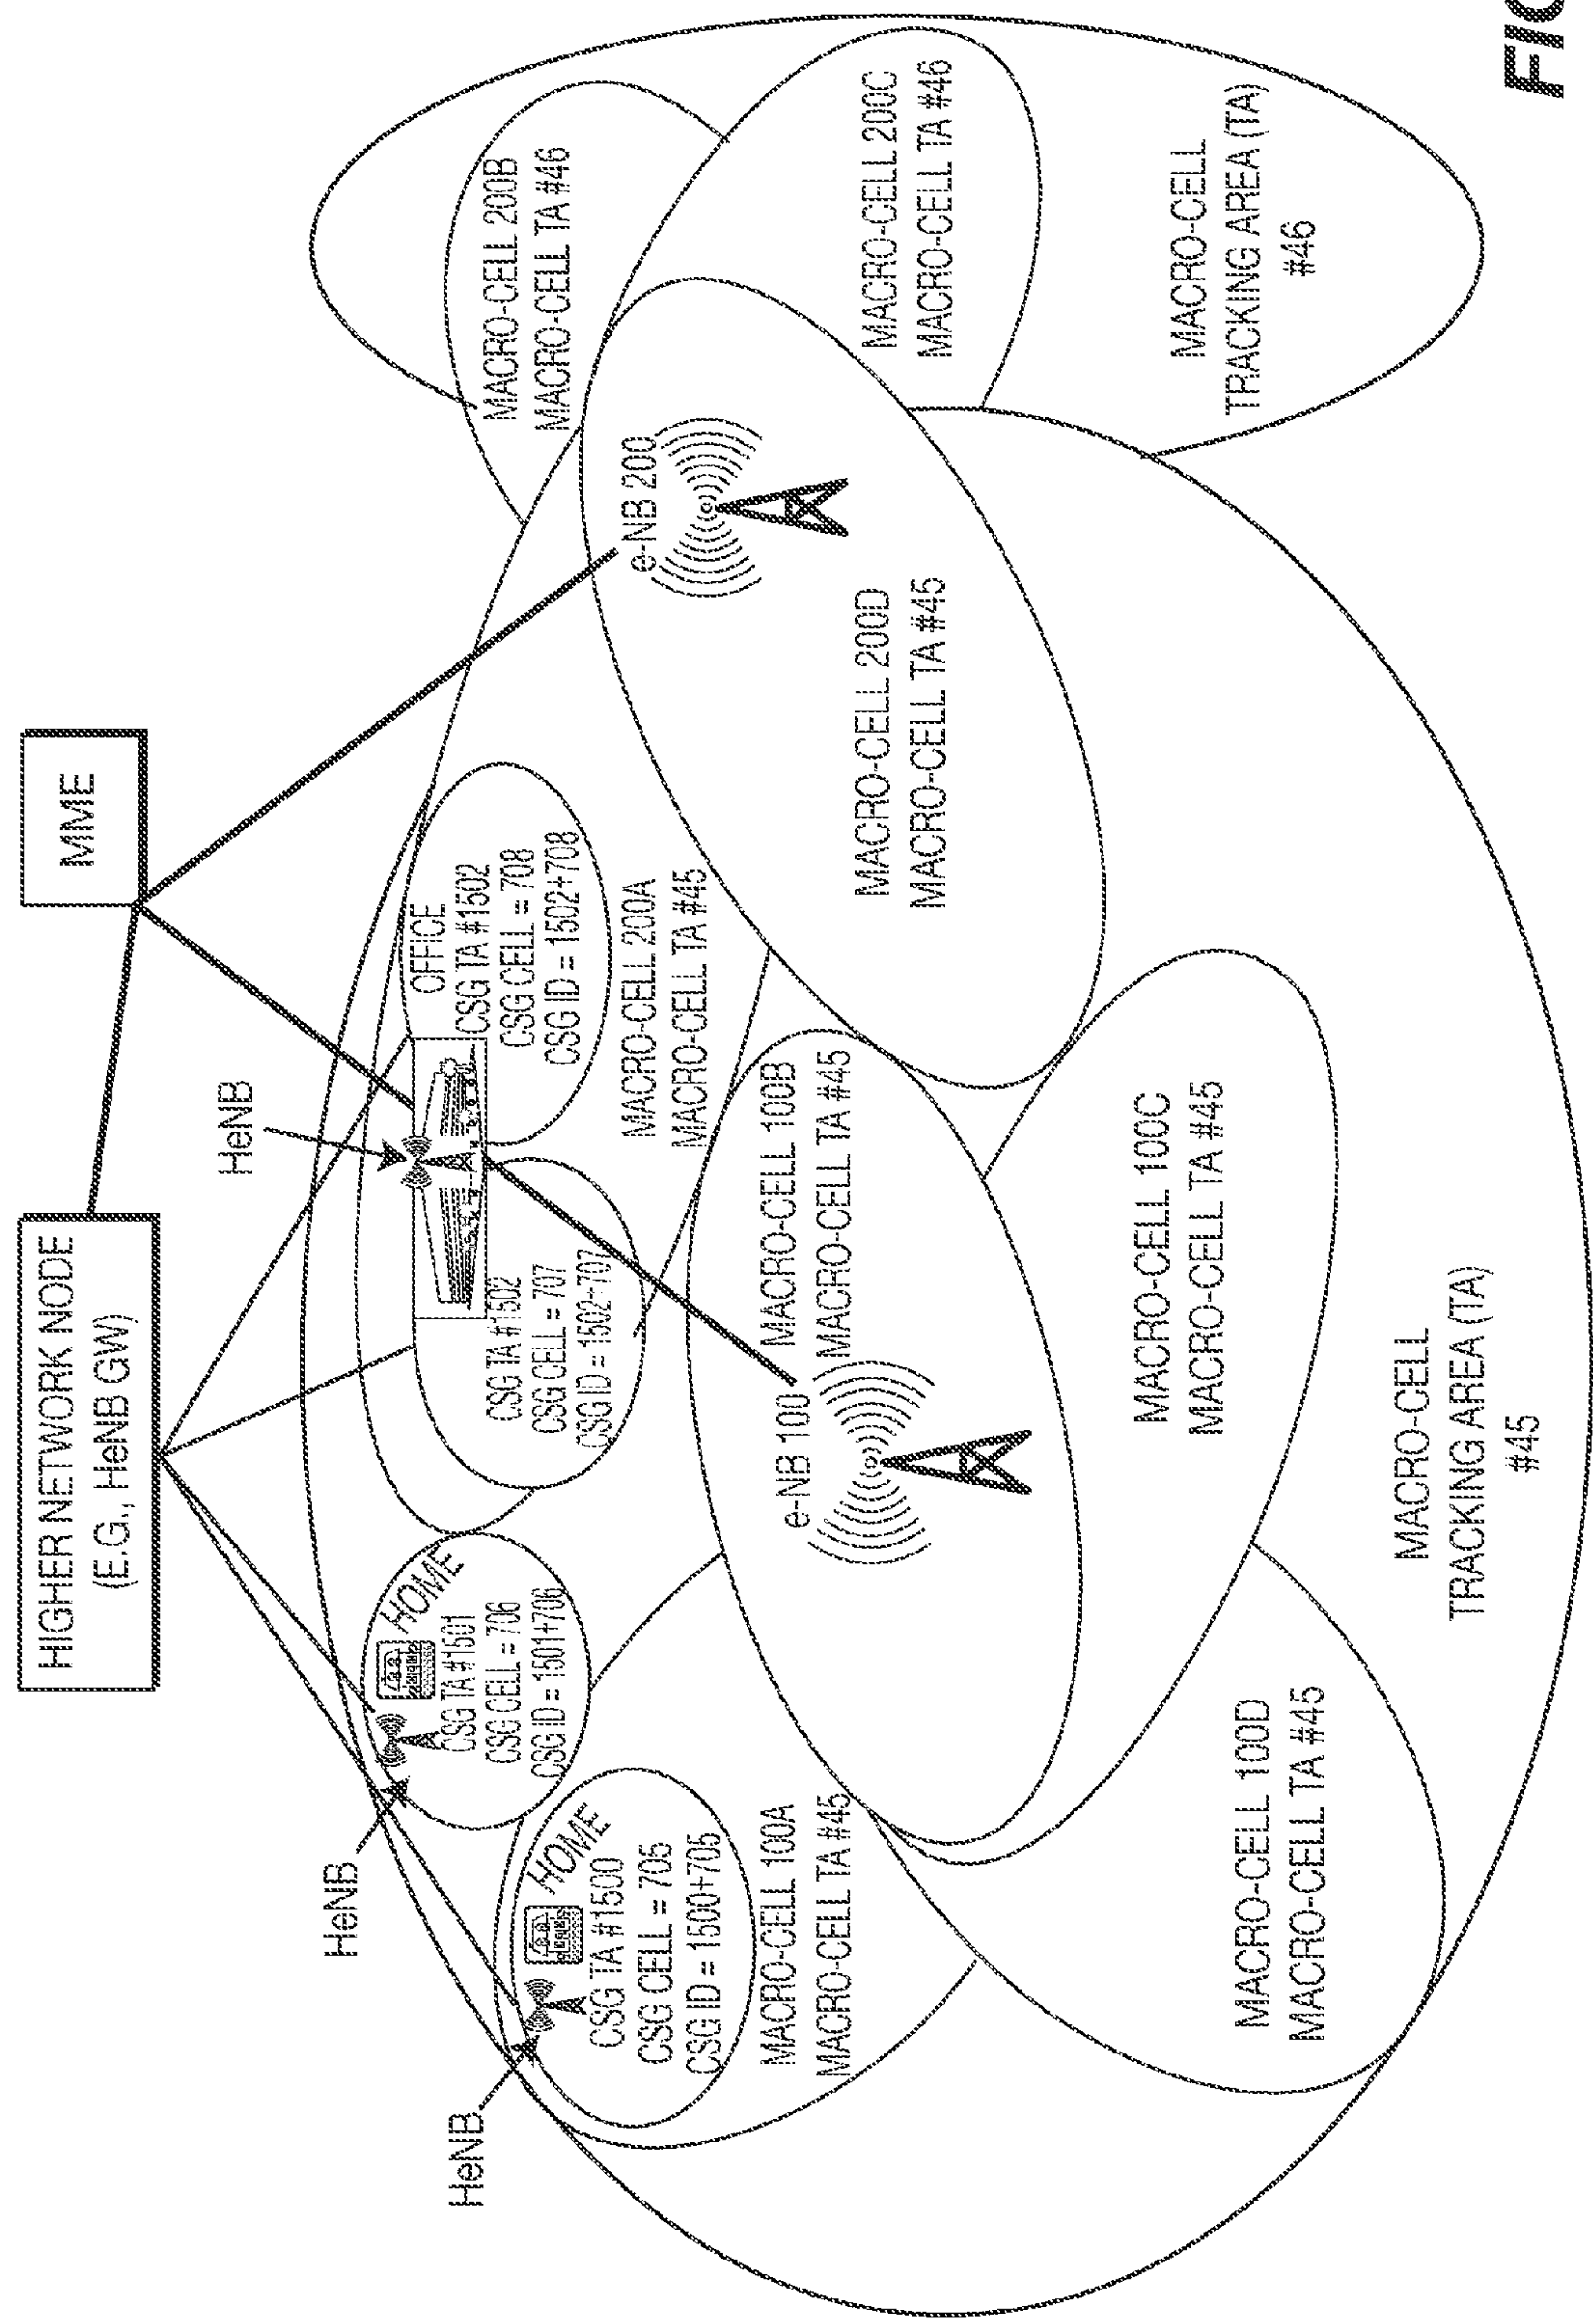 HIGHER NETWORK NODE
(E.G., HeNB GW)
MME
HeNB
HeNB
HeNB
HOME
CSG TA #1500
CSG CELL = 705
CSG ID = 1500+705
HOME
CSG TA #1501
CSG CELL = 706
CSG ID = 1501+706
CSG TA #1502
CSG CELL = 707
CSG ID = 1502+707
OFFICE
CSG TA #1502
CSG CELL = 708
CSG ID = 1502+708
MACRO-CELL 100A
MACRO-CELL TA #45
MACRO-CELL 200A
MACRO-CELL TA #45
MACRO-CELL 200B
MACRO-CELL TA #46
e-NB 100
MACRO-CELL 100B
MACRO-CELL TA #45
e-NB 200
MACRO-CELL 200D
MACRO-CELL TA #45
MACRO-CELL 200C
MACRO-CELL TA #46
MACRO-CELL 100C
MACRO-CELL TA #45
MACRO-CELL 100D
MACRO-CELL TA #45
MACRO-CELL
TRACKING AREA (TA)
#45
MACRO-CELL
TRACKING AREA (TA)
#46